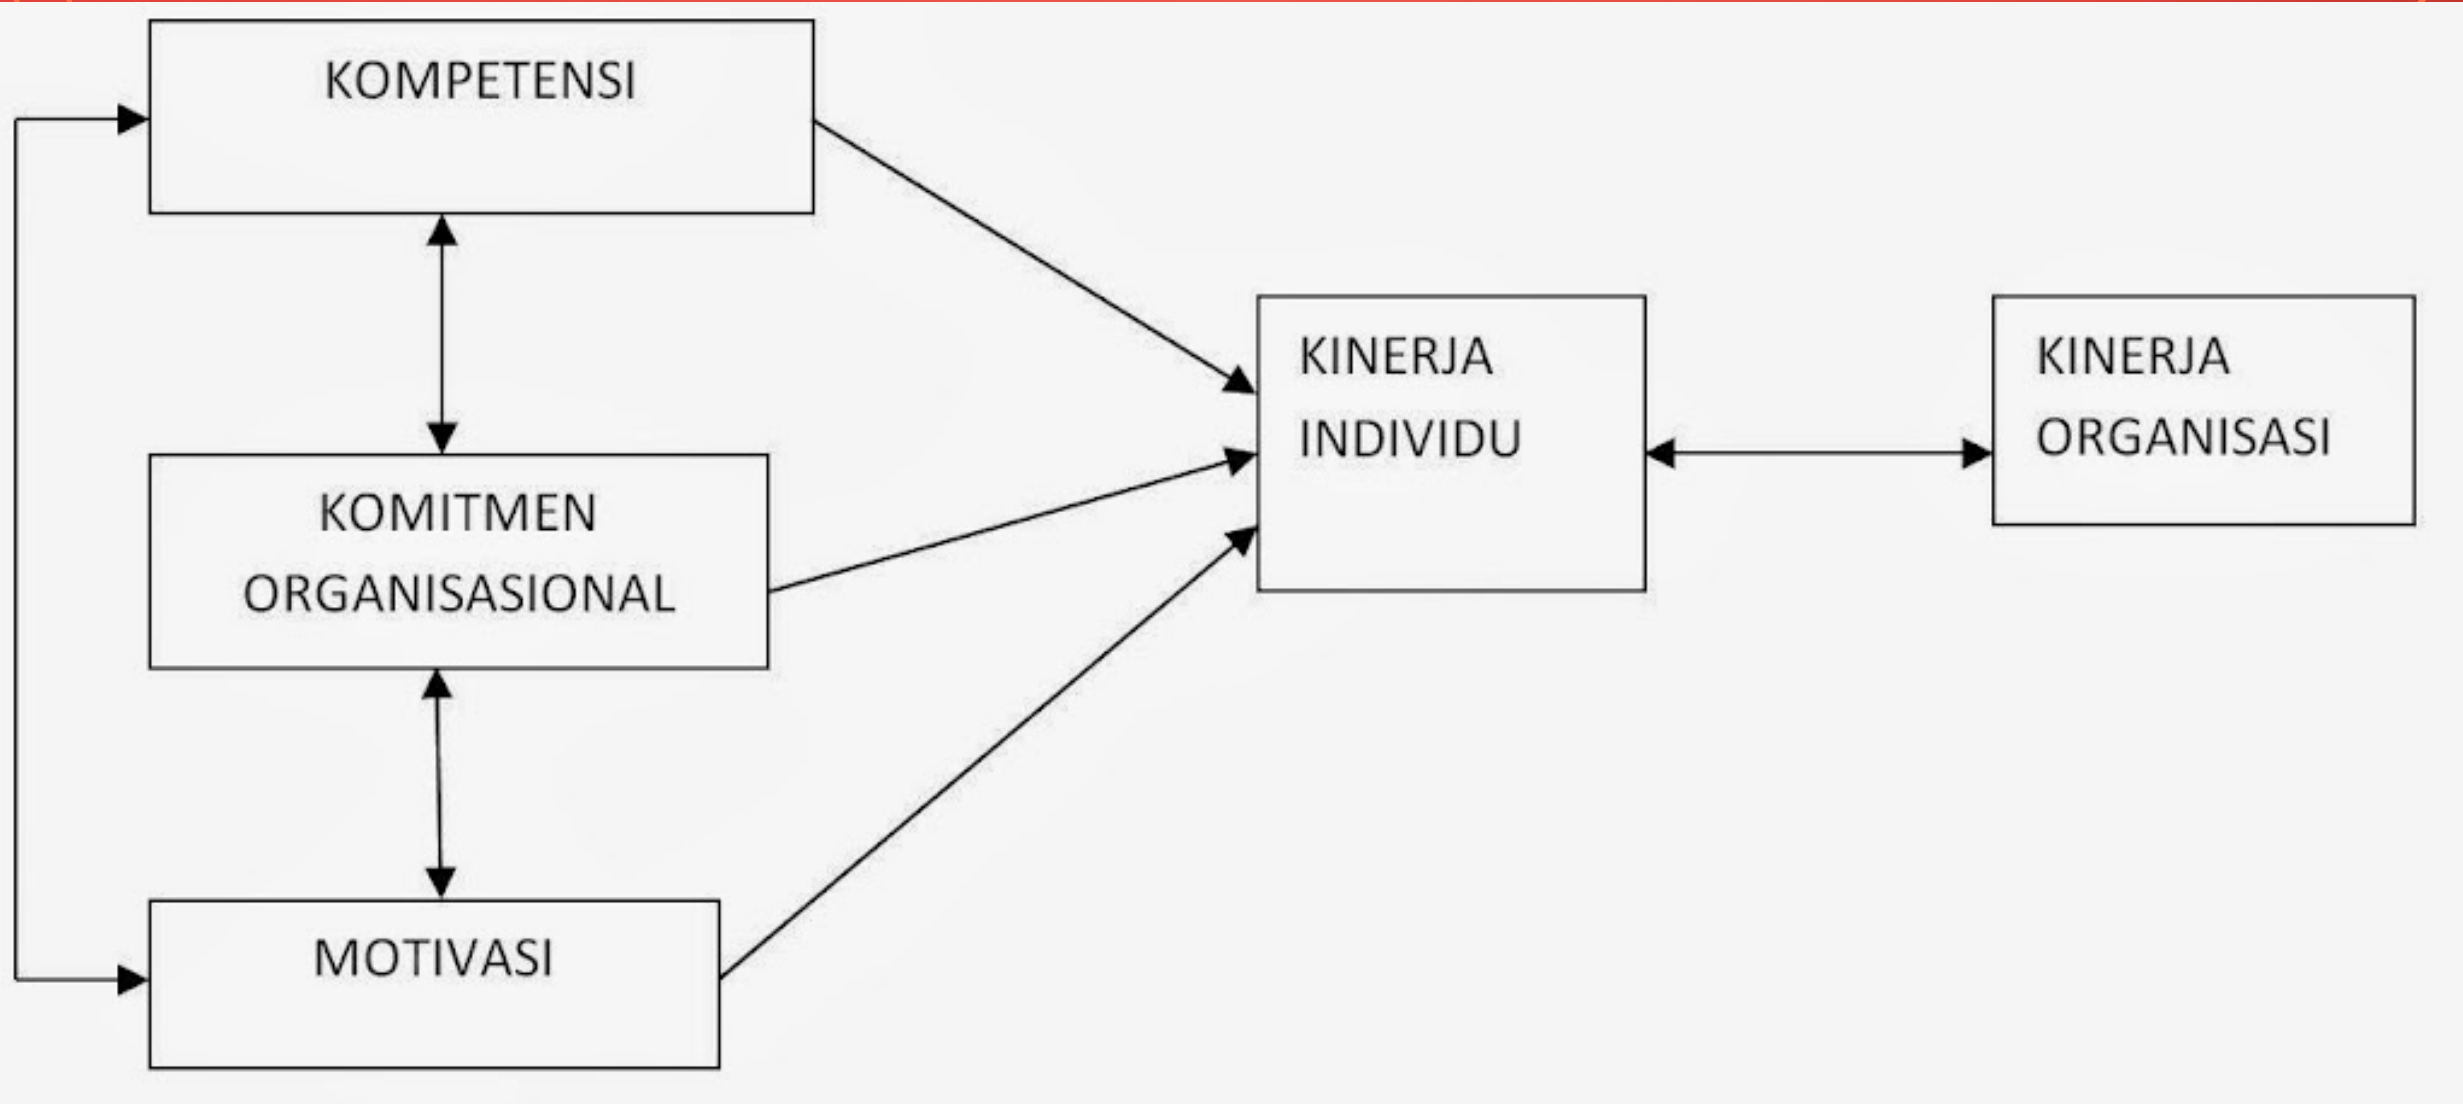 KOMPETENSI
KOMITMEN
ORGANISASIONAL
MOTIVASI
KINERJA
INDIVIDU
KINERJA
ORGANISASI